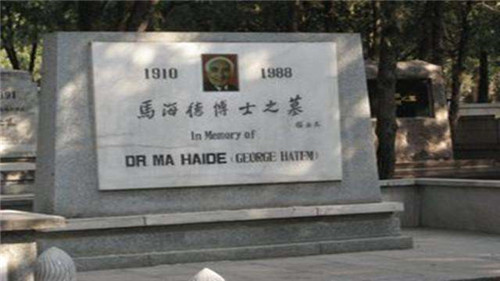 1910 1988
馬海德博士之墓
In Memory of
DR MA HAIDE (GEORGE HATEM)